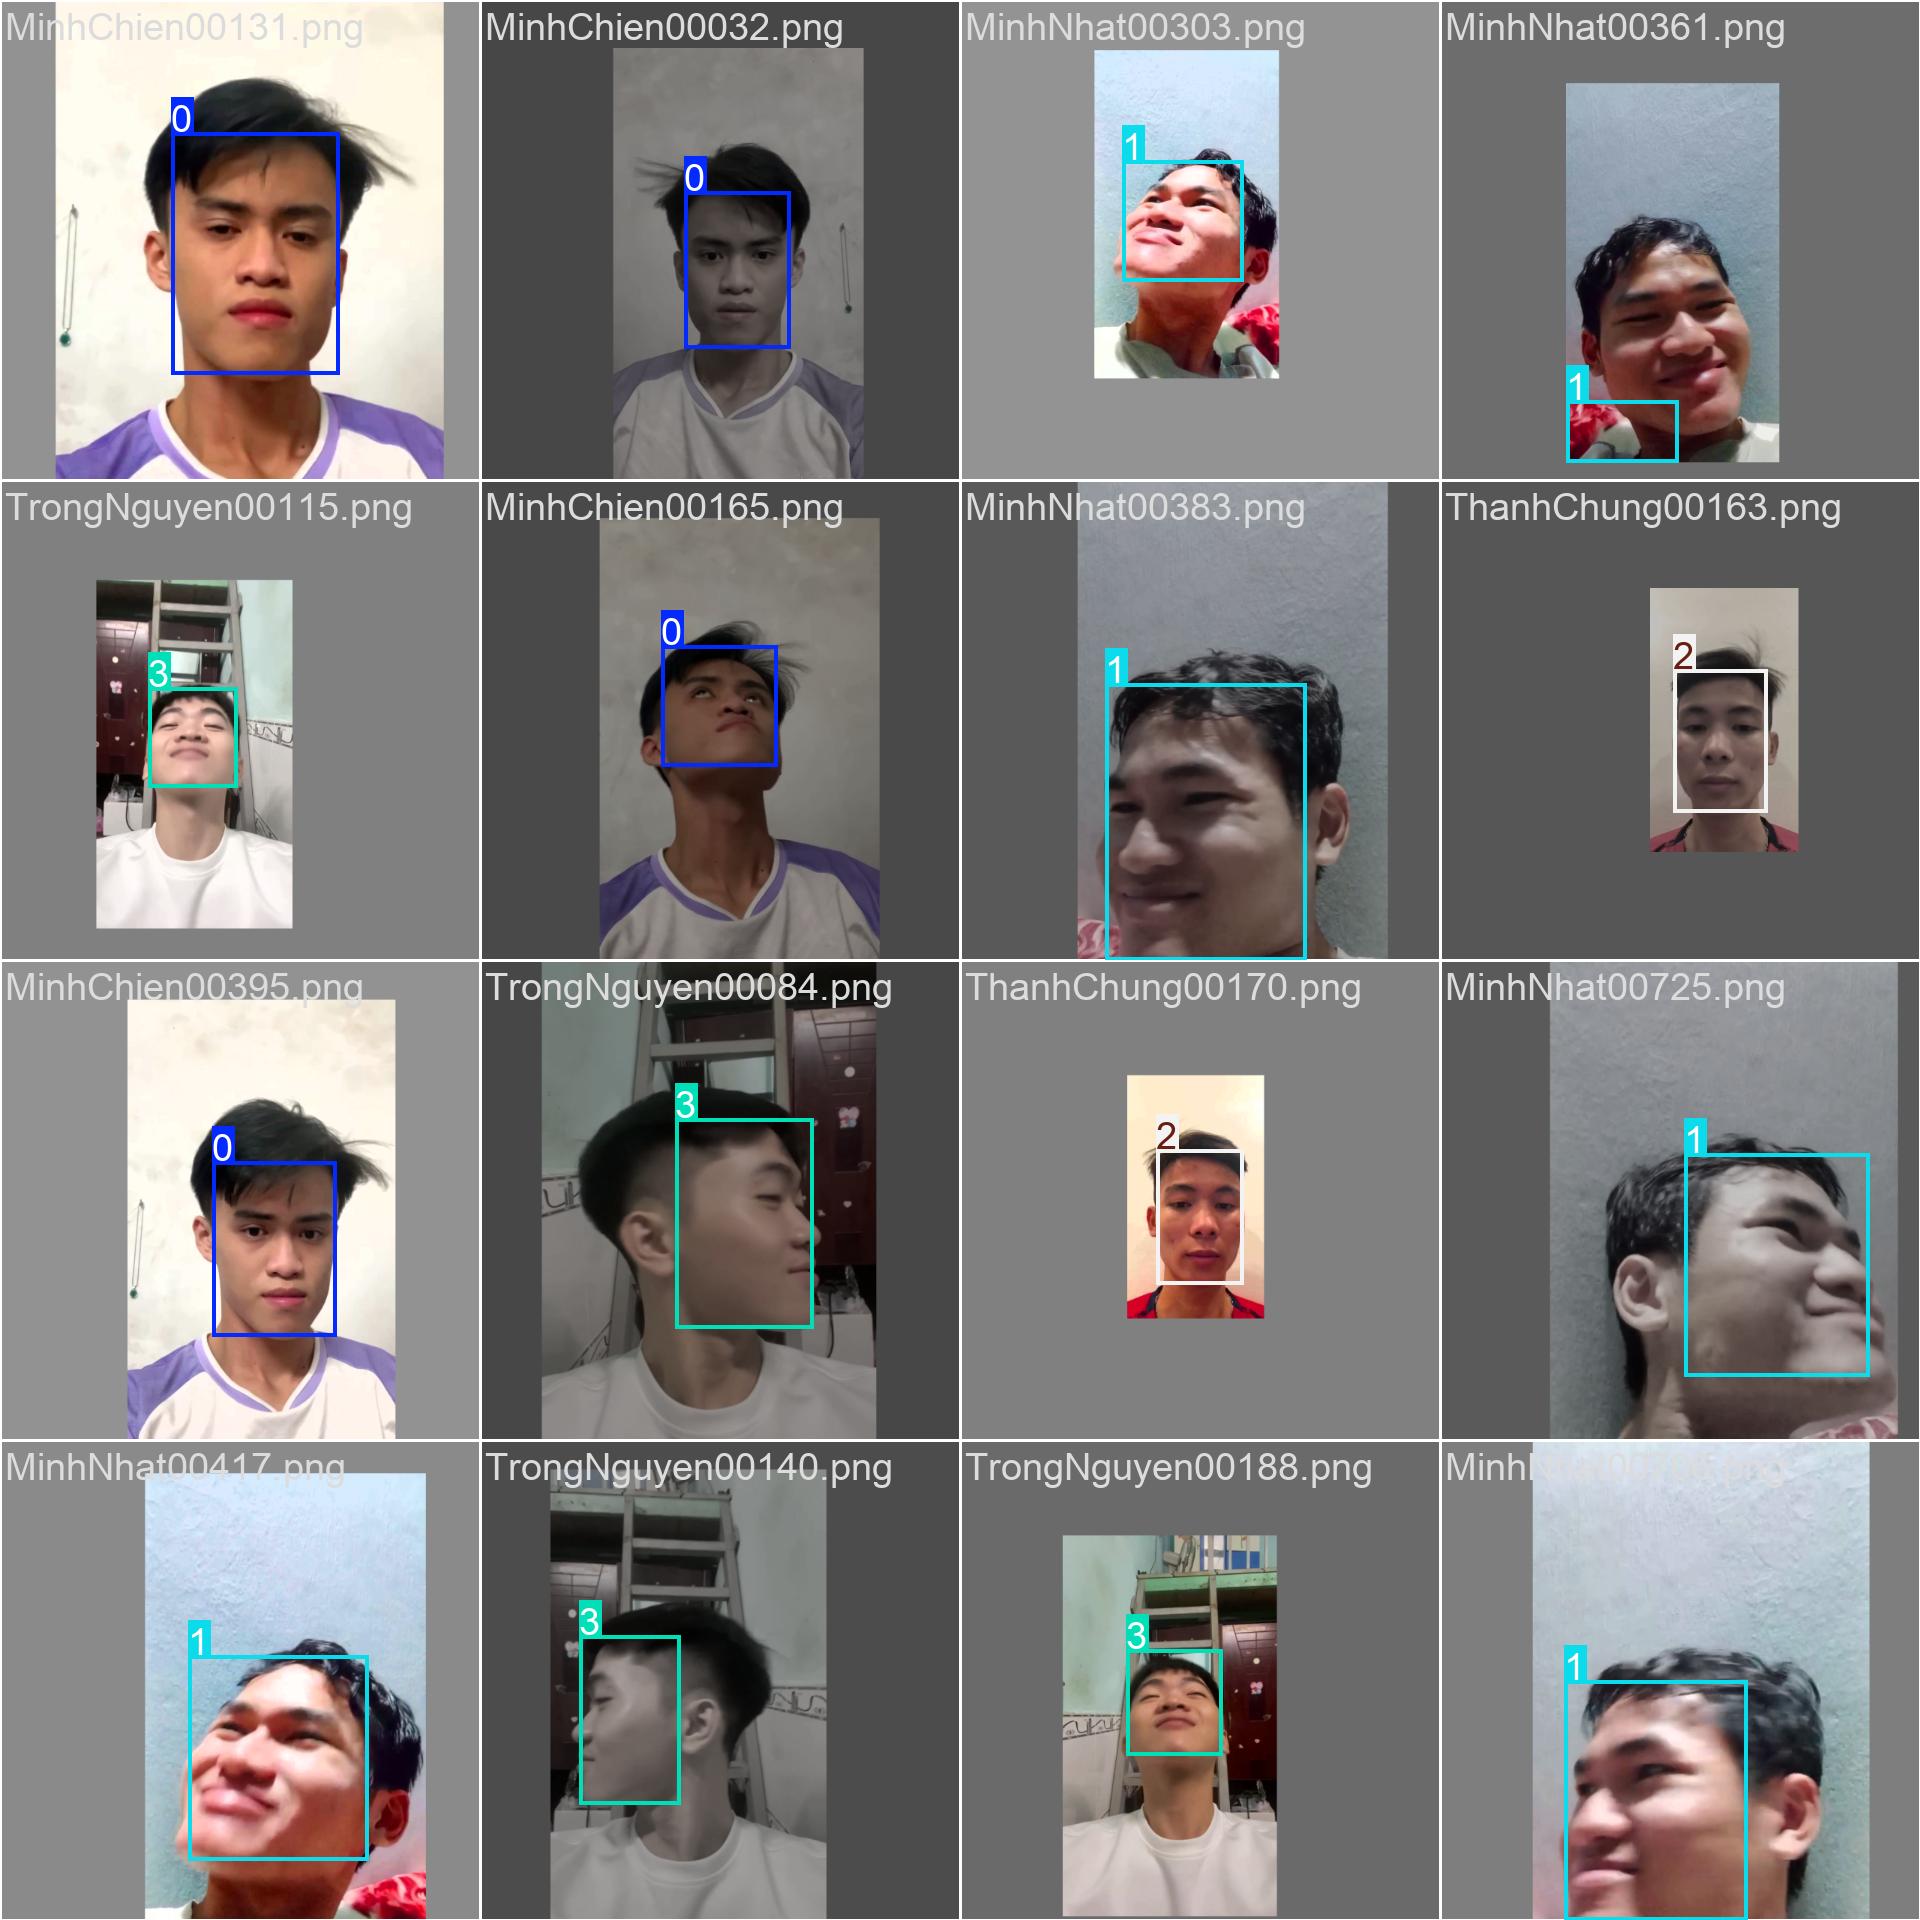 MinhChien00131.png
0
MinhChien00032.png
0
MinhNhat00303.png
1
MinhNhat00361.png
1
TrongNguyen00115.png
3
MinhChien00165.png
0
MinhNhat00383.png
1
ThanhChung00163.png
2
MinhChien00395.png
0
TrongNguyen00084.png
3
ThanhChung00170.png
2
MinhNhat00725.png
1
MinhNhat00417.png
1
TrongNguyen00140.png
3
TrongNguyen00188.png
3
1